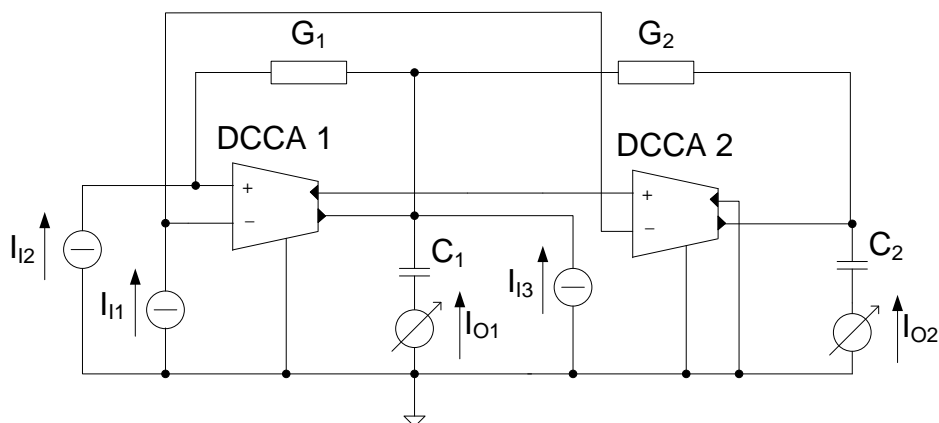 G1 G2
DCCA 1
DCCA 2
+ +
− −
II2
II1
C1
II3
IO1
C2
IO2